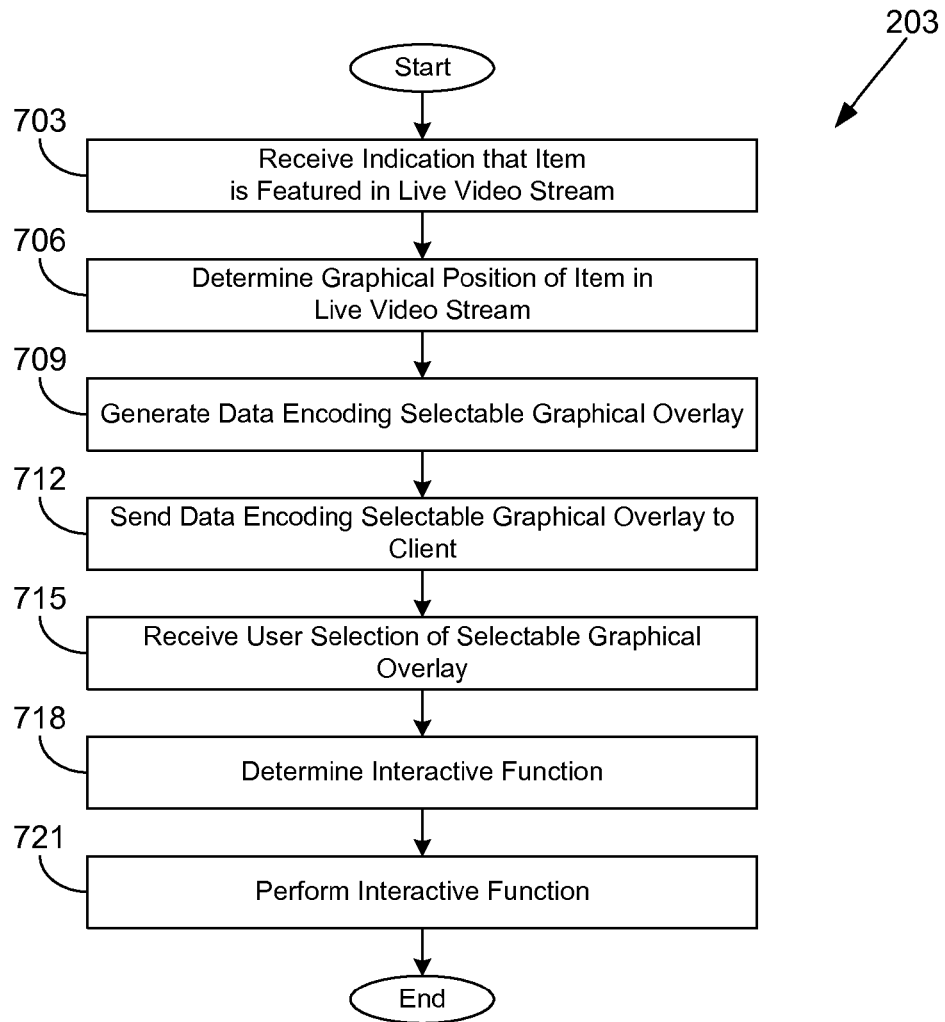 203
Start
703
Receive Indication that Item
is Featured in Live Video Stream
706
Determine Graphical Position of Item in
Live Video Stream
709
Generate Data Encoding Selectable Graphical Overlay
712
Send Data Encoding Selectable Graphical Overlay to
Client
715
Receive User Selection of Selectable Graphical
Overlay
718
Determine Interactive Function
721
Perform Interactive Function
End